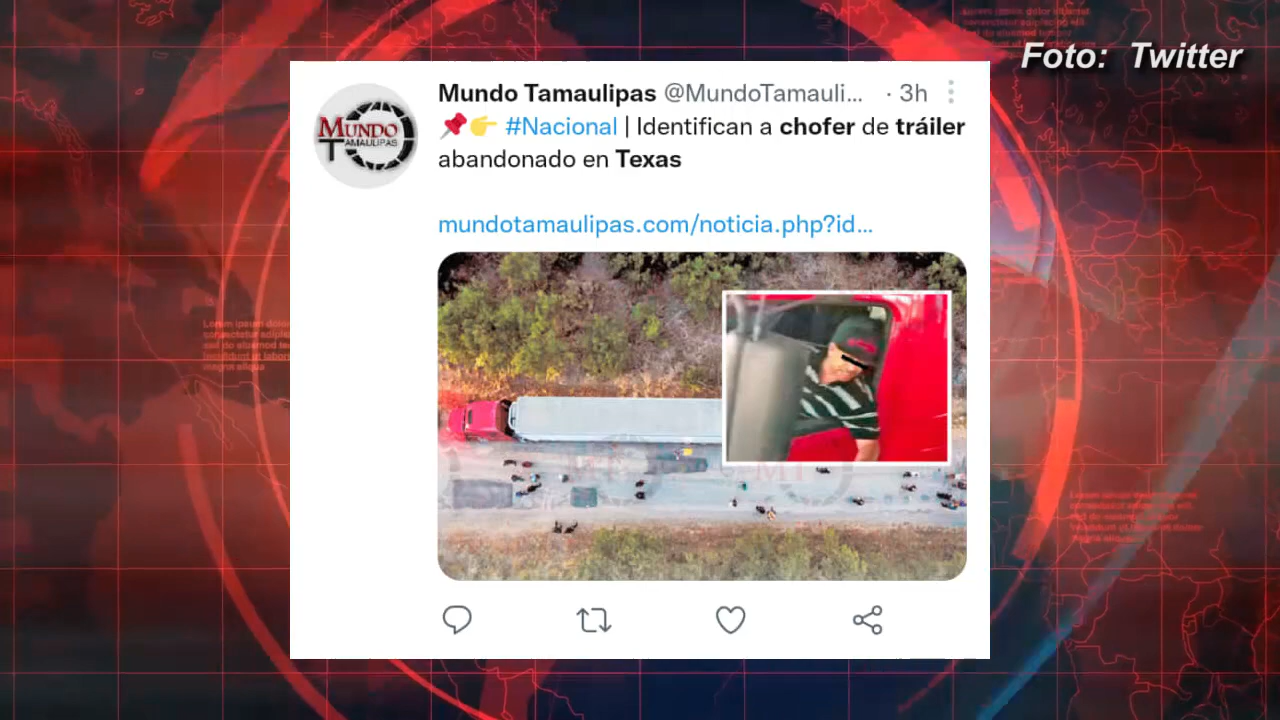 Foto: Twitter
MUNDO
TAMAULIPAS
Mundo Tamaulipas @MundoTamauli... · 3h
#Nacional | Identifican a chofer de tráiler
abandonado en Texas
mundotamaulipas.com/noticia.php?id...